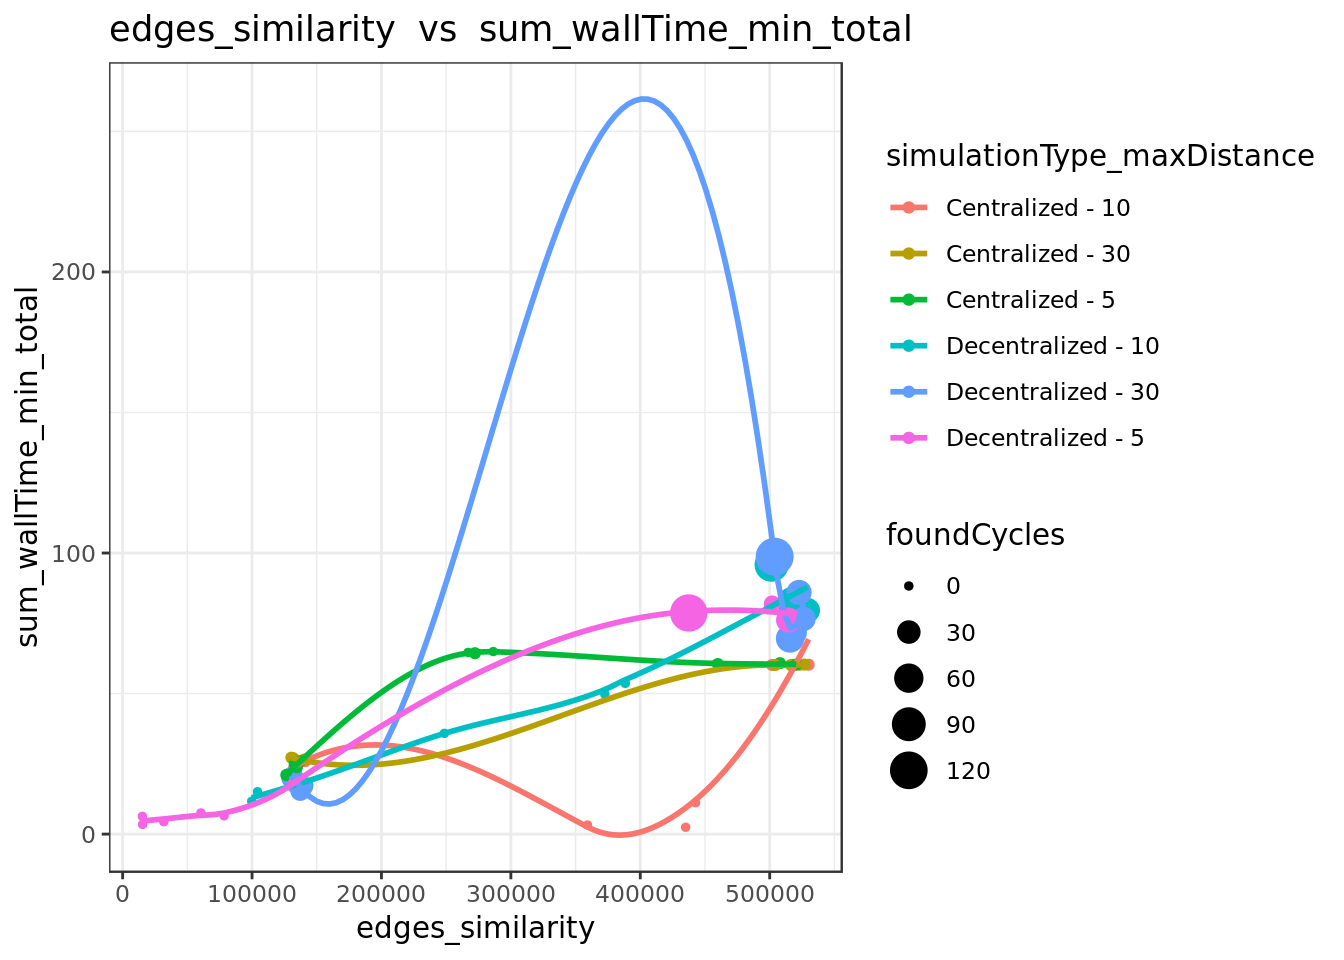 edges_similarity vs sum_wallTime_min_total
sum_wallTime_min_total
200
100
0
0
100000
200000
300000
400000
500000
edges_similarity
simulationType_maxDistance
Centralized - 10
Centralized - 30
Centralized - 5
Decentralized - 10
Decentralized - 30
Decentralized - 5
foundCycles
0
30
60
90
120